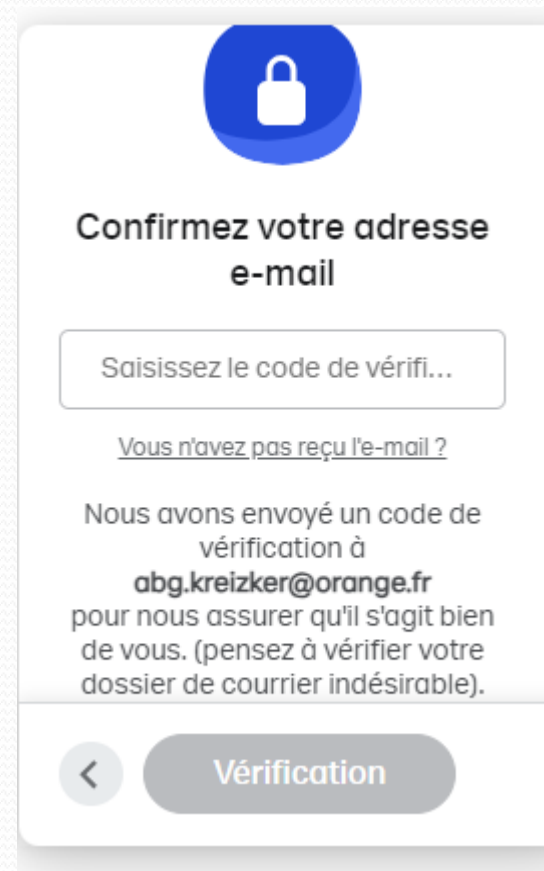 Confirmez votre adresse
e-mail
Saisissez le code de vérifi...
Vous n'avez pas reçu l'e-mail ?
Nous avons envoyé un code de
vérification à
abg.kreizker@orange.fr
pour nous assurer qu'il s'agit bien
de vous. (pensez à vérifier votre
dossier de courrier indésirable).
Vérification